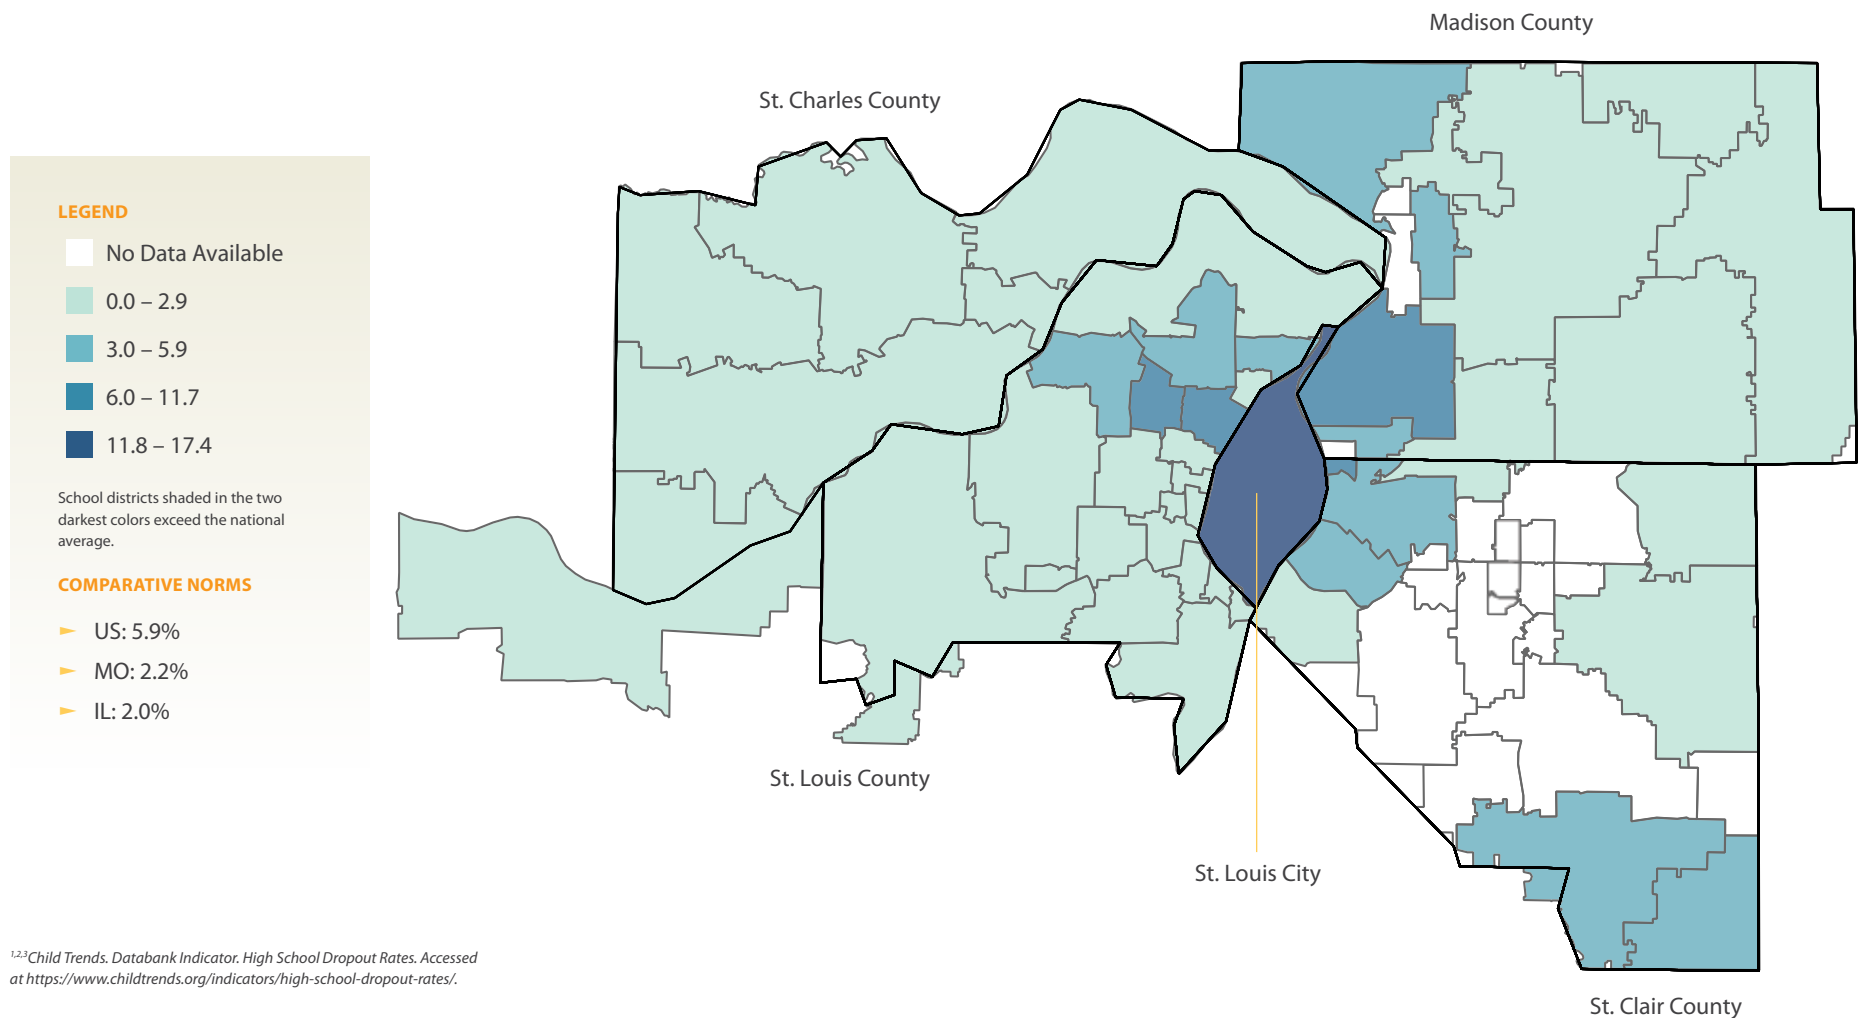 Madison County
St. Charles County
LEGEND
No Data Available
0.0 – 2.9
3.0 – 5.9
6.0 – 11.7
11.8 – 17.4
School districts shaded in the two
darkest colors exceed the national
average.
COMPARATIVE NORMS
► US: 5.9%
► MO: 2.2%
► IL: 2.0%
St. Louis County
St. Louis City
1,2,3Child Trends. Databank Indicator. High School Dropout Rates. Accessed
at https://www.childtrends.org/indicators/high-school-dropout-rates/.
St. Clair County